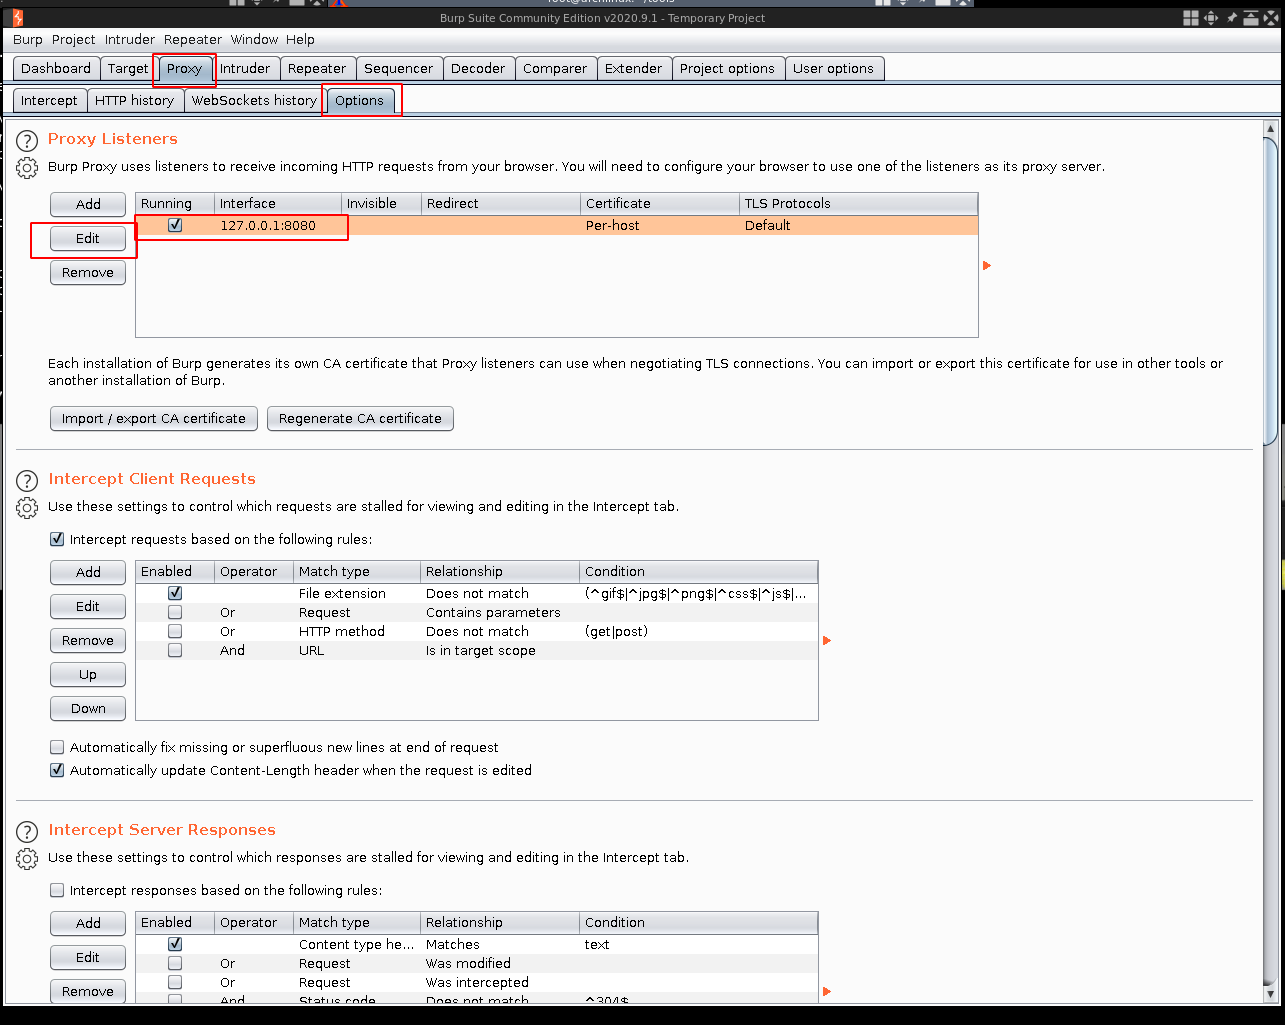 Burp Suite Community Edition v2020.9.1 - Temporary Project
Burp Project Intruder Repeater Window Help
Dashboard Target Proxy Intruder Repeater Sequencer Decoder Comparer Extender Project options User options
Intercept HTTP history WebSockets history Options
? Proxy Listeners
Burp Proxy uses listeners to receive incoming HTTP requests from your browser. You will need to configure your browser to use one of the listeners as its proxy server.
Add Running Interface Invisible Redirect Certificate TLS Protocols
127.0.0.1:8080 Per-host Default
Edit
Remove
Each installation of Burp generates its own CA certificate that Proxy listeners can use when negotiating TLS connections. You can import or export this certificate for use in other tools or
another installation of Burp.
Import / export CA certificate Regenerate CA certificate
? Intercept Client Requests
Use these settings to control which requests are stalled for viewing and editing in the Intercept tab.
Intercept requests based on the following rules:
Add Enabled Operator Match type Relationship Condition
File extension Does not match (^gif$|^jpg$|^png$|^css$|^js$|...
Edit Or Request Contains parameters
Or HTTP method Does not match (get|post)
Remove And URL Is in target scope
Up
Down
Automatically fix missing or superfluous new lines at end of request
Automatically update Content-Length header when the request is edited
? Intercept Server Responses
Use these settings to control which responses are stalled for viewing and editing in the Intercept tab.
Intercept responses based on the following rules:
Add Enabled Operator Match type Relationship Condition
Content type he... Matches text
Edit Or Request Was modified
Or Request Was intercepted
Remove And Status code Does not match ^304$